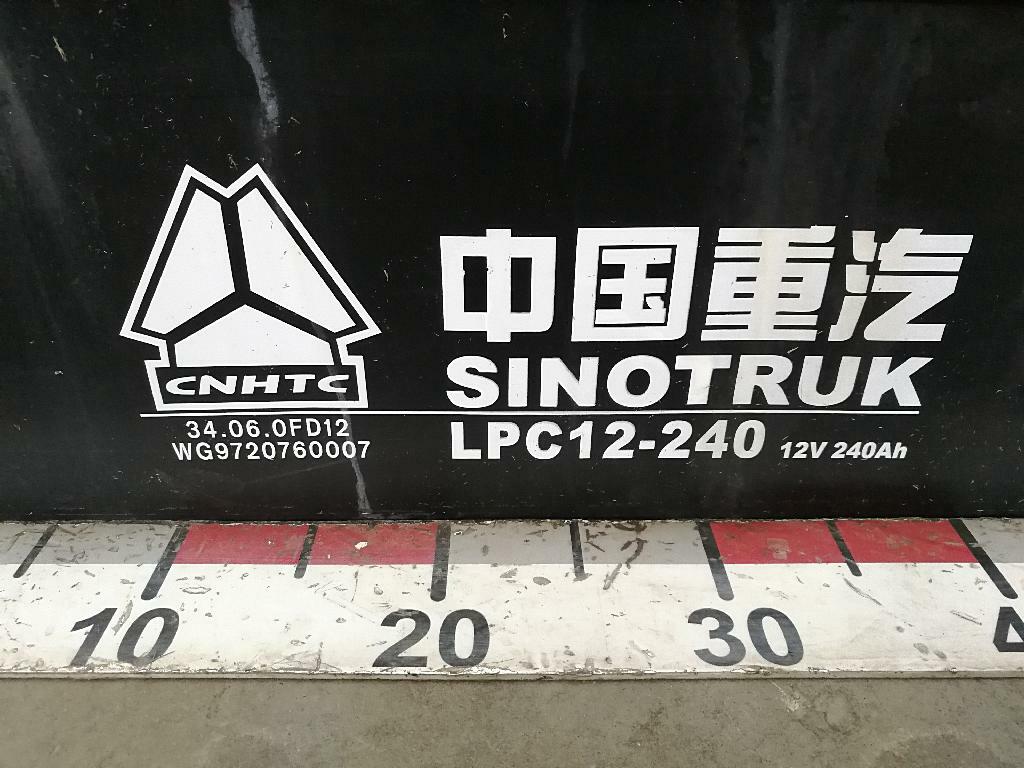 CNHTC
34.06.0FD12
WG9720760007
中国重汽
SINOTRUK
LPC12-240 12V 240Ah
10 20 30